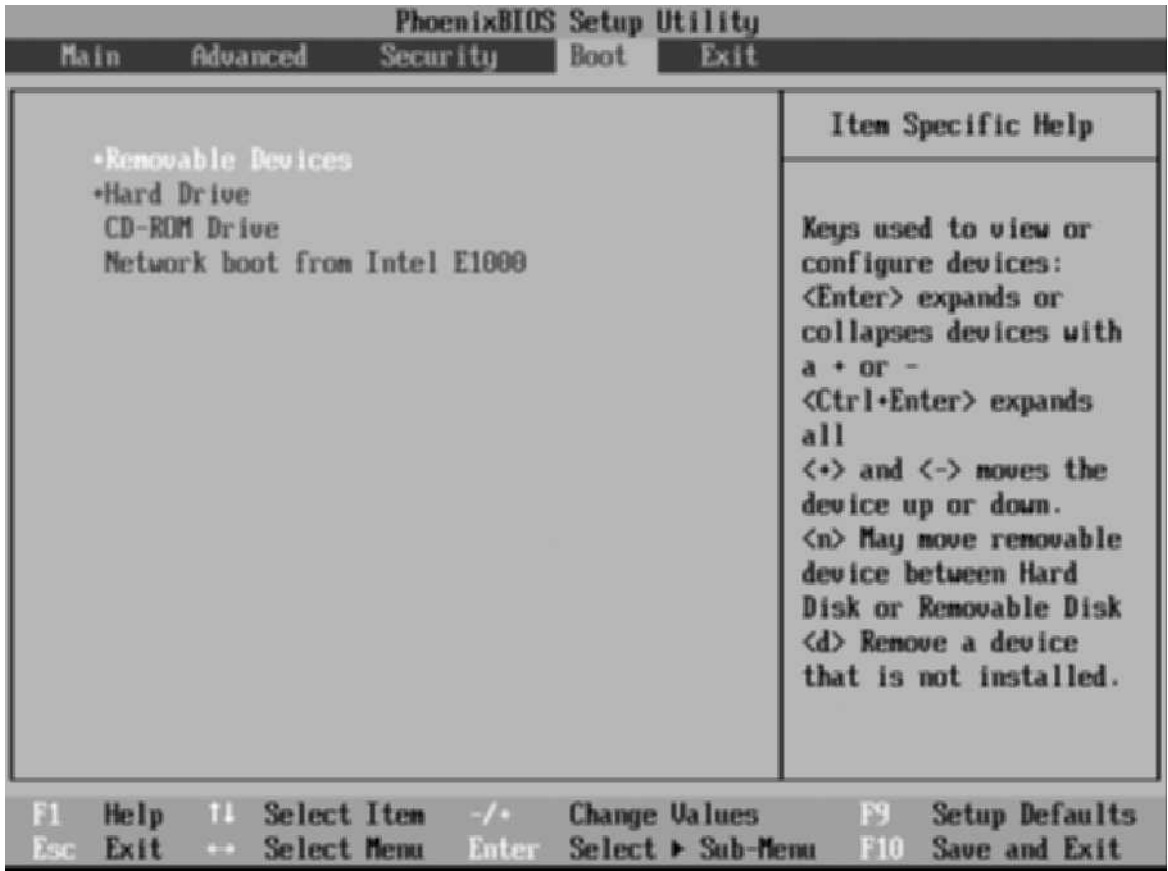 PhoenixBIOS Setup Utility
Main Advanced Security Boot Exit
+Removable Devices
+Hard Drive
CD-ROM Drive
Network boot from Intel E1000
Item Specific Help
Keys used to view or
configure devices:
<Enter> expands or
collapses devices with
a + or -
<Ctrl+Enter> expands
all
<+> and <-> moves the
device up or down.
<n> May move removable
device between Hard
Disk or Removable Disk
<d> Remove a device
that is not installed.
F1 Help ↑↓ Select Item -/+ Change Values F9 Setup Defaults
Esc Exit ↔ Select Menu Enter Select ▶ Sub-Menu F10 Save and Exit